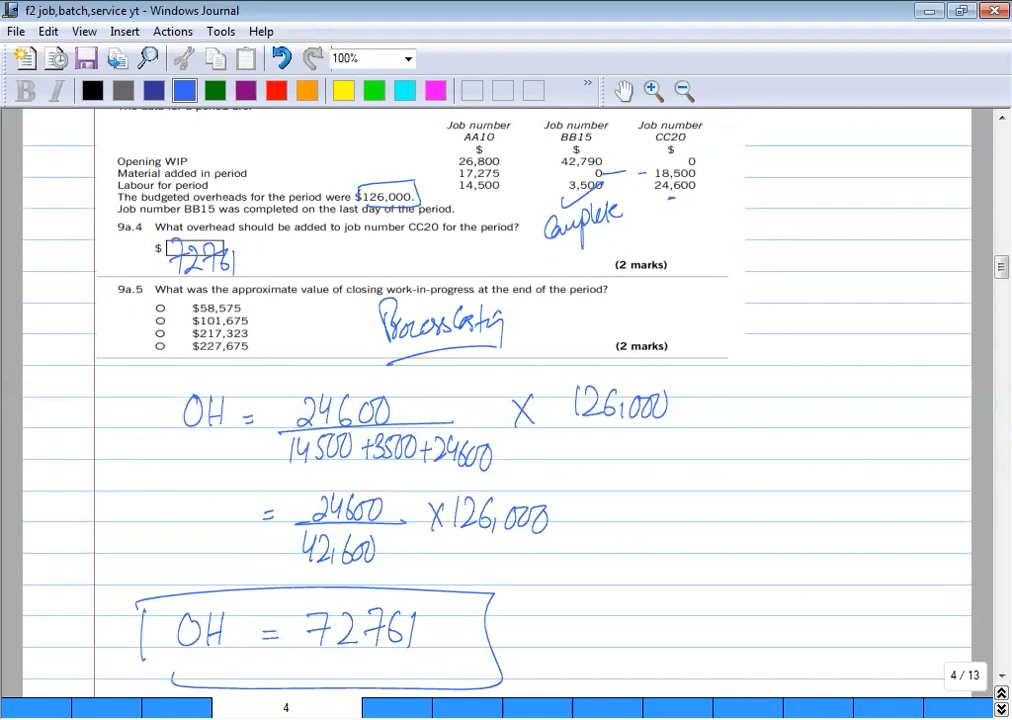 f2 job,batch,service yt - Windows Journal
File Edit View Insert Actions Tools Help
100%
B I
Job number Job number Job number
AA10 BB15 CC20
$ $ $
Opening WIP 26,800 42,790 0
Material added in period 17,275 0 18,500
Labour for period 14,500 3,500 24,600
The budgeted overheads for the period were $126,000.
Job number BB15 was completed on the last day of the period.
Complete
9a.4 What overhead should be added to job number CC20 for the period?
$ 72761
(2 marks)
9a.5 What was the approximate value of closing work-in-progress at the end of the period?
$58,575
$101,675
$217,323
$227,675
(2 marks)
Process Costing
OH = 24600 X 126,000
14500 +3500 +24600
= 24600 X 126,000
42,600
OH = 72761
4 / 13
4